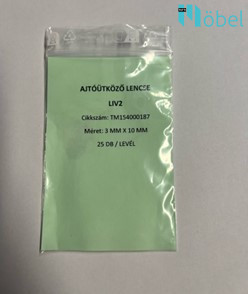 Möbel
AJTÓÜTKÖZŐ LENCSE
LIV2
Cikkszám: TM154000187
Méret: 3 MM X 10 MM
25 DB / LEVÉL